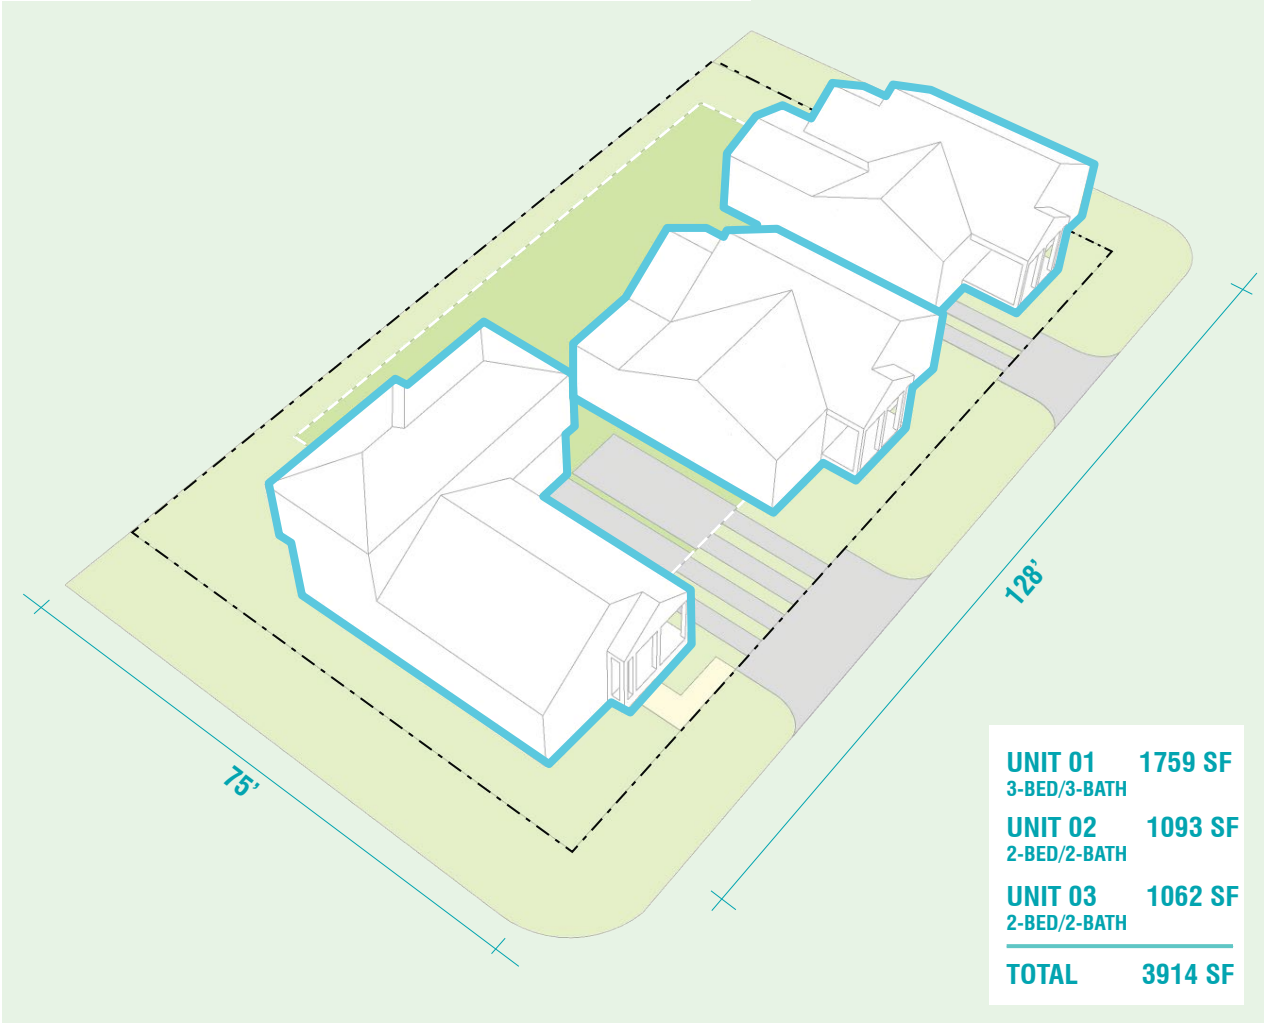 128’
75’
UNIT 01 1759 SF
3-BED/3-BATH
UNIT 02 1093 SF
2-BED/2-BATH
UNIT 03 1062 SF
2-BED/2-BATH
TOTAL 3914 SF